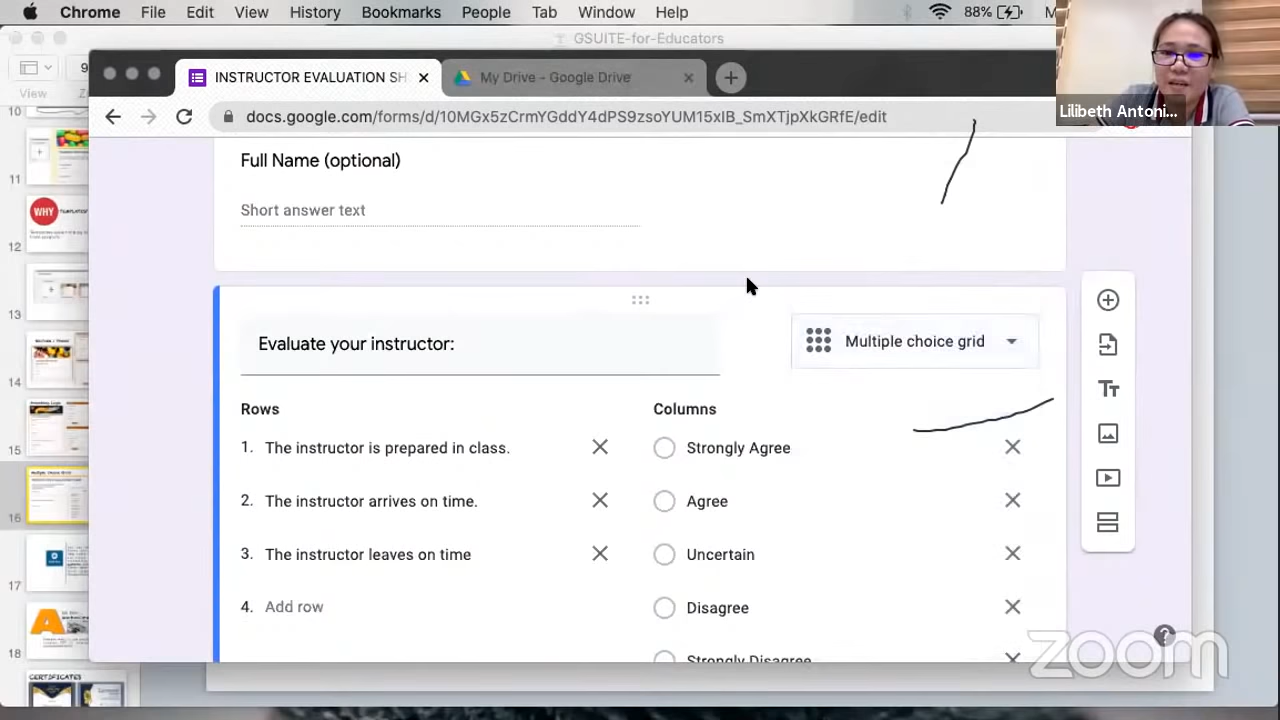 Chrome File Edit View History Bookmarks People Tab Window Help 88%
GSUITE-for-Educators
INSTRUCTOR EVALUATION SH
My Drive - Google Drive
docs.google.com/forms/d/10MGx5zCrmYGddY4dPS9zsoYUM15xIB_SmXTjpXkGRfE/edit
Lilibeth Antoni...
View
Full Name (optional)
Short answer text
Evaluate your instructor:
Multiple choice grid
Rows
Columns
1. The instructor is prepared in class.
Strongly Agree
2. The instructor arrives on time.
Agree
3. The instructor leaves on time
Uncertain
4. Add row
Disagree
Strongly Disagree
10
11
12
13
14
15
16
17
18
WHY
CERTIFICATES
zoom